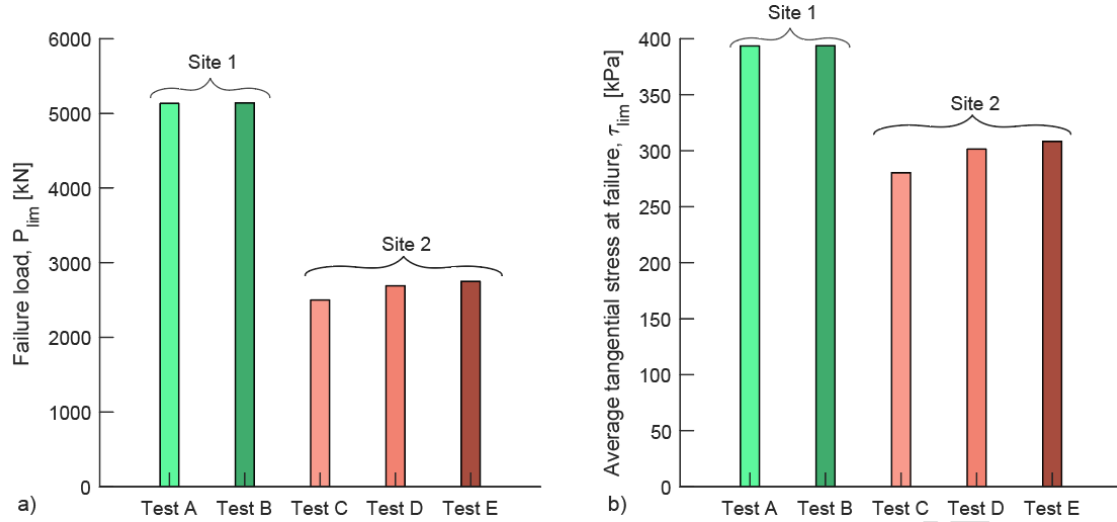 6000
5000
4000
3000
2000
1000
0
Failure load, P_lim [kN]
Site 1
Site 2
Test A Test B Test C Test D Test E
a)
400
350
300
250
200
150
100
50
0
Average tangential stress at failure, τ_lim [kPa]
Site 1
Site 2
Test A Test B Test C Test D Test E
b)